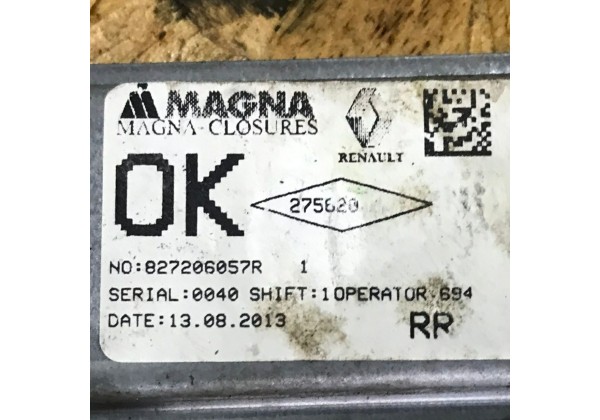 MAGNA
MAGNA CLOSURES
RENAULT
OK
275620
NO:827206057R 1
SERIAL:0040 SHIFT:1OPERATOR:694
DATE:13.08.2013
RR